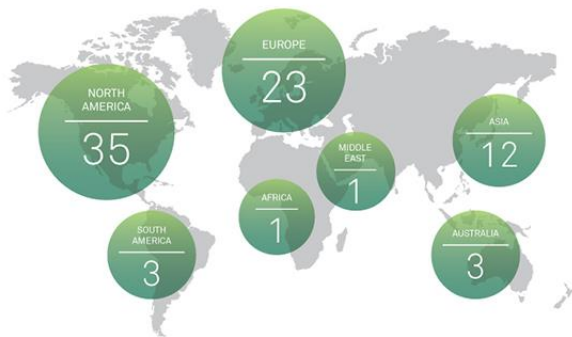 EUROPE
23
NORTH
AMERICA
35
ASIA
12
MIDDLE
EAST
1
AFRICA
1
SOUTH
AMERICA
3
AUSTRALIA
3